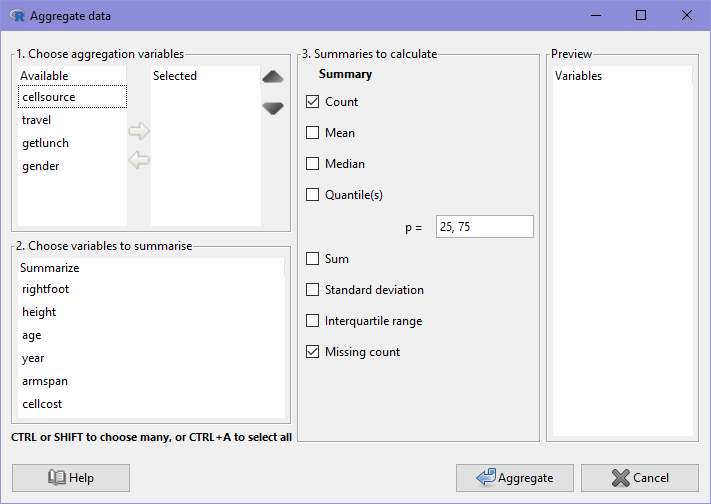 Aggregate data
1. Choose aggregation variables
Available
Selected
cellsource
travel
getlunch
gender
2. Choose variables to summarise
Summarize
rightfoot
height
age
year
armspan
cellcost
CTRL or SHIFT to choose many, or CTRL+A to select all
3. Summaries to calculate
Summary
Count
Mean
Median
Quantile(s)
p = 25, 75
Sum
Standard deviation
Interquartile range
Missing count
Preview
Variables
Help
Aggregate
Cancel